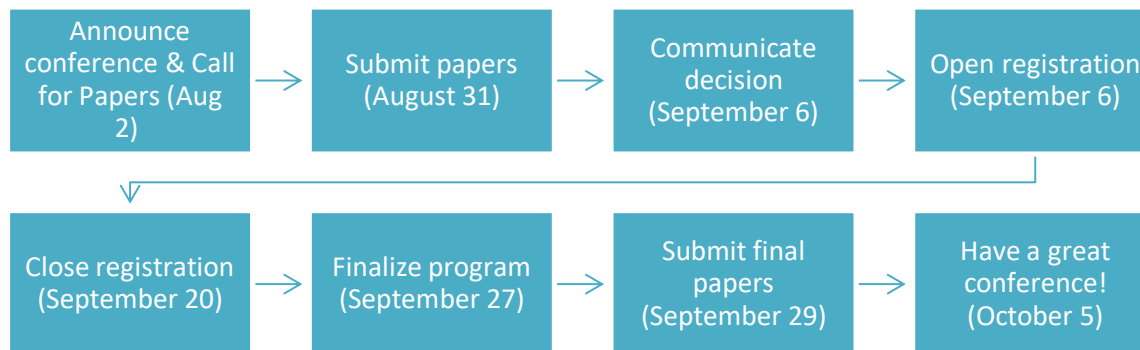 Announce
conference & Call
for Papers (Aug
2)
Submit papers
(August 31)
Communicate
decision
(September 6)
Open registration
(September 6)
Close registration
(September 20)
Finalize program
(September 27)
Submit final
papers
(September 29)
Have a great
conference!
(October 5)